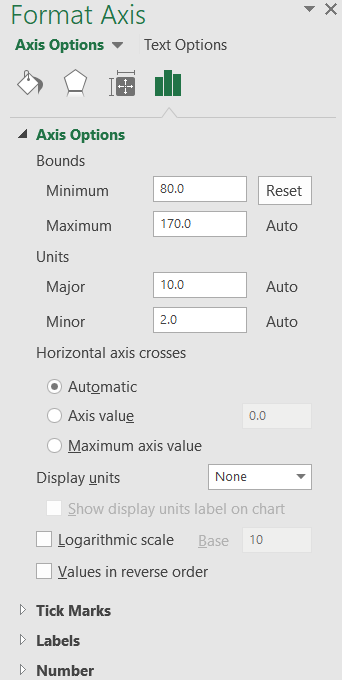 Format Axis
Axis Options Text Options
Axis Options
Bounds
Minimum 80.0 Reset
Maximum 170.0 Auto
Units
Major 10.0 Auto
Minor 2.0 Auto
Horizontal axis crosses
Automatic
Axis value 0.0
Maximum axis value
Display units None
Show display units label on chart
Logarithmic scale Base 10
Values in reverse order
Tick Marks
Labels
Number